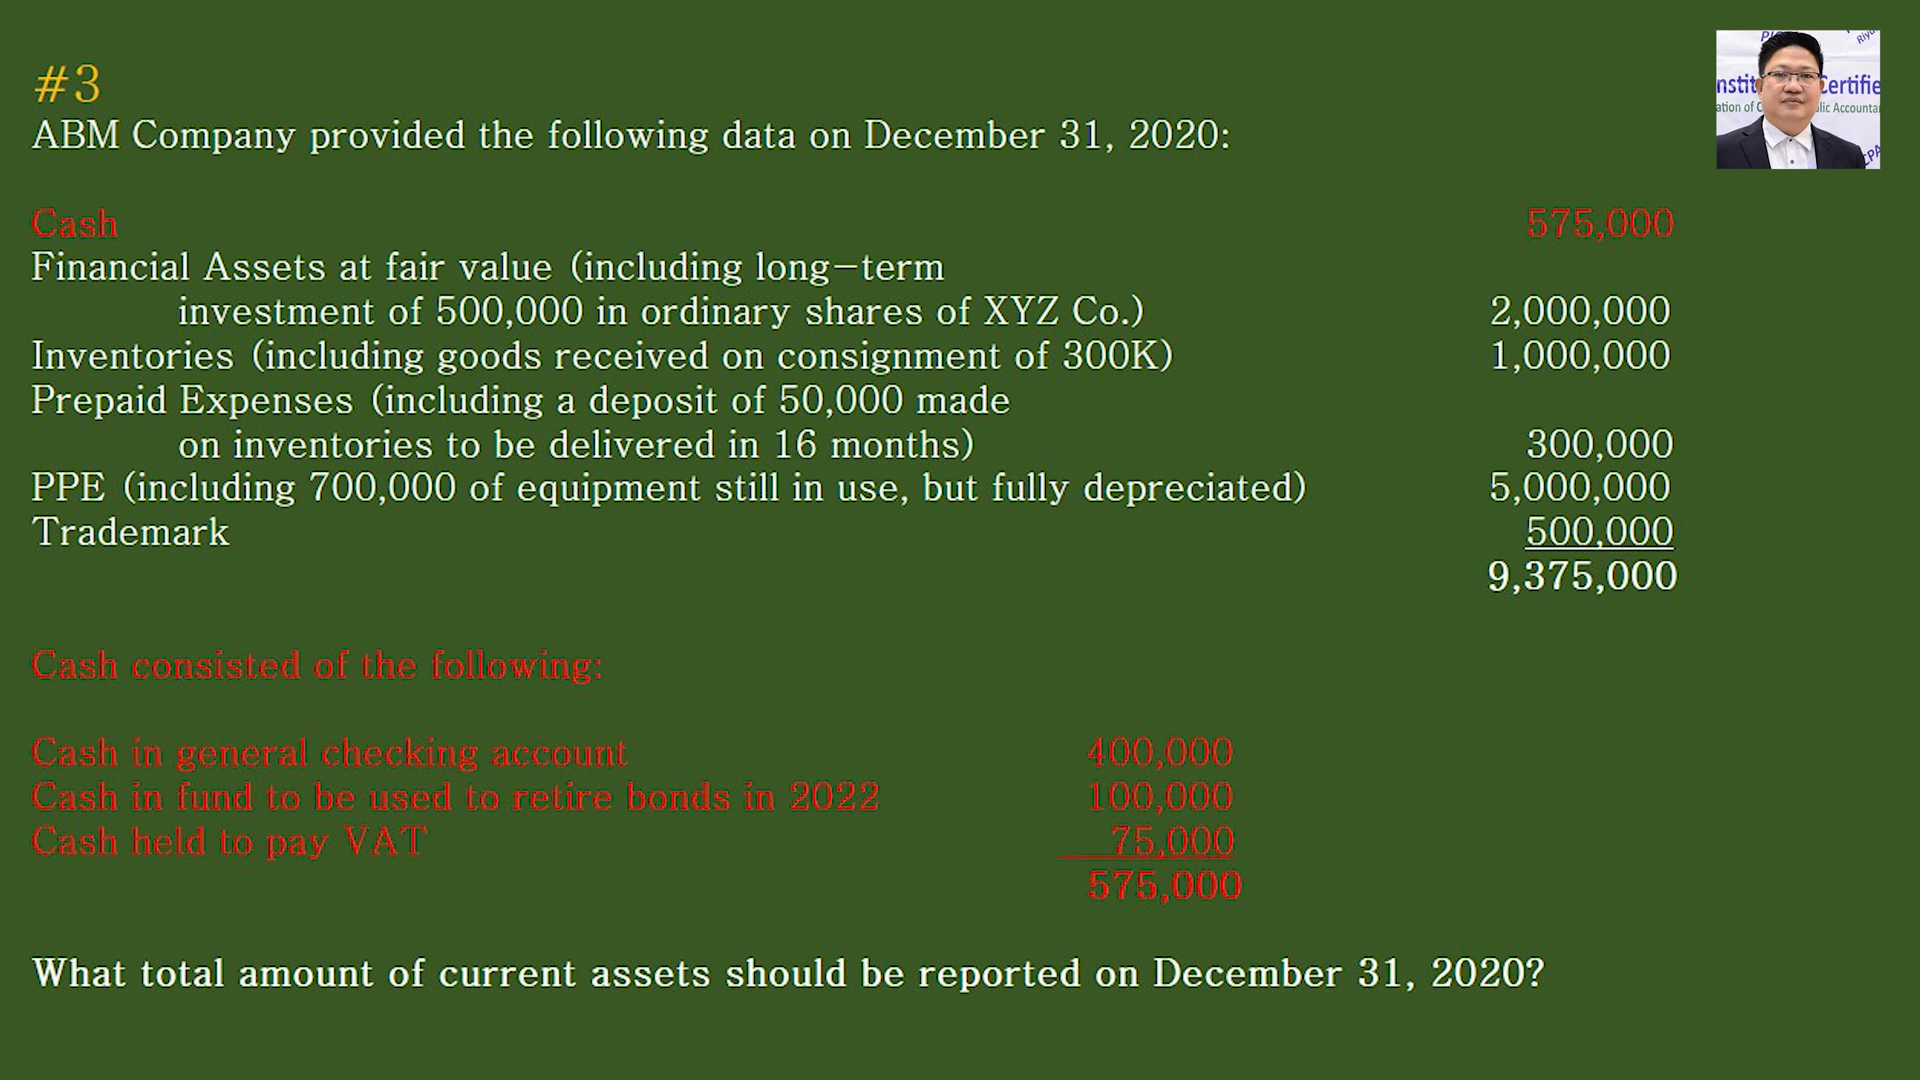 #3
ABM Company provided the following data on December 31, 2020:
Cash 575,000
Financial Assets at fair value (including long-term
investment of 500,000 in ordinary shares of XYZ Co.) 2,000,000
Inventories (including goods received on consignment of 300K) 1,000,000
Prepaid Expenses (including a deposit of 50,000 made
on inventories to be delivered in 16 months) 300,000
PPE (including 700,000 of equipment still in use, but fully depreciated) 5,000,000
Trademark 500,000
9,375,000
Cash consisted of the following:
Cash in general checking account 400,000
Cash in fund to be used to retire bonds in 2022 100,000
Cash held to pay VAT 75,000
575,000
What total amount of current assets should be reported on December 31, 2020?